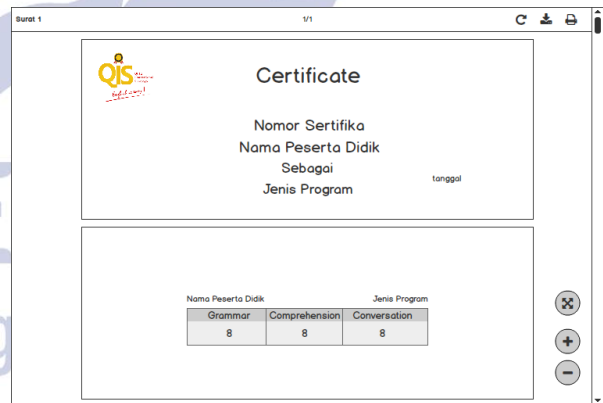 Surat 1
1/1
QIS
Certificate
Nomor Sertifika
Nama Peserta Didik
Sebagai
Jenis Program
tanggal
Nama Peserta Didik Jenis Program
Grammar Comprehension Conversation
8 8 8